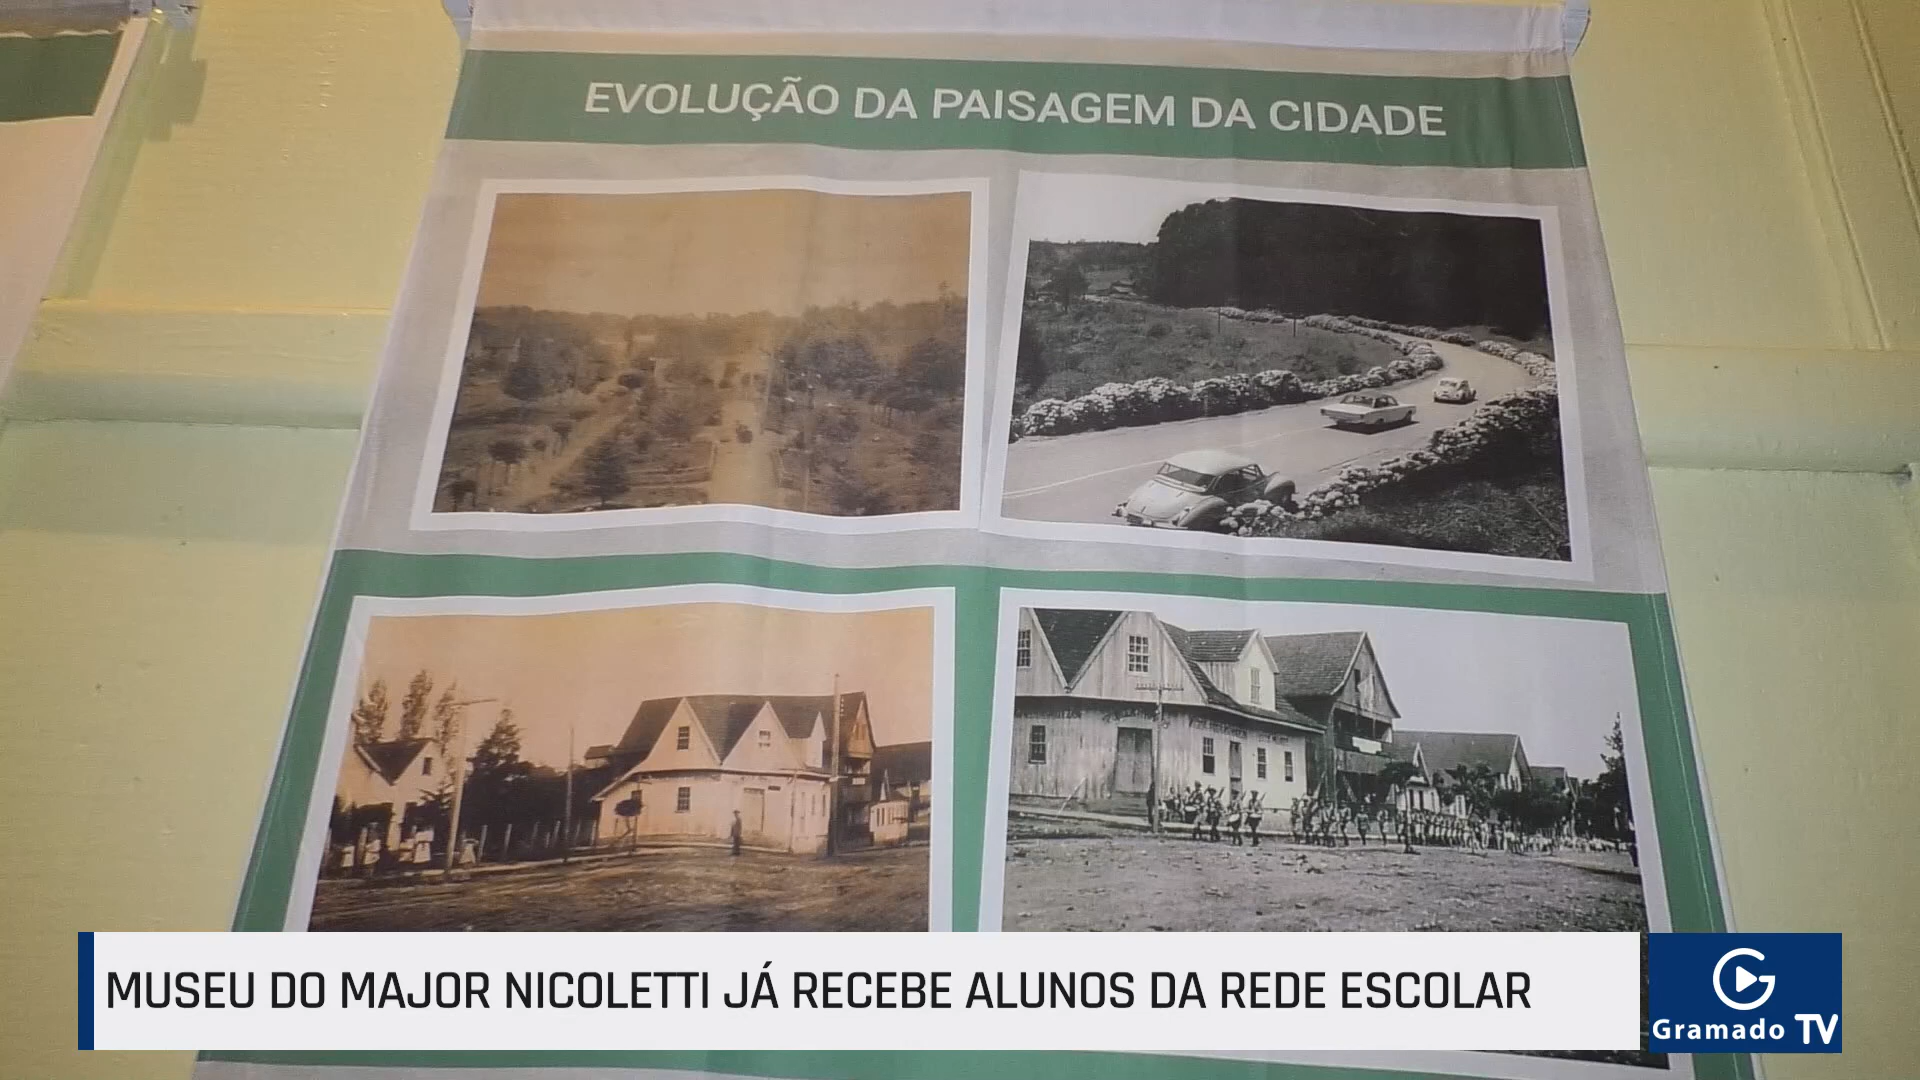 EVOLUÇÃO DA PAISAGEM DA CIDADE
MUSEU DO MAJOR NICOLETTI JÁ RECEBE ALUNOS DA REDE ESCOLAR
Gramado TV